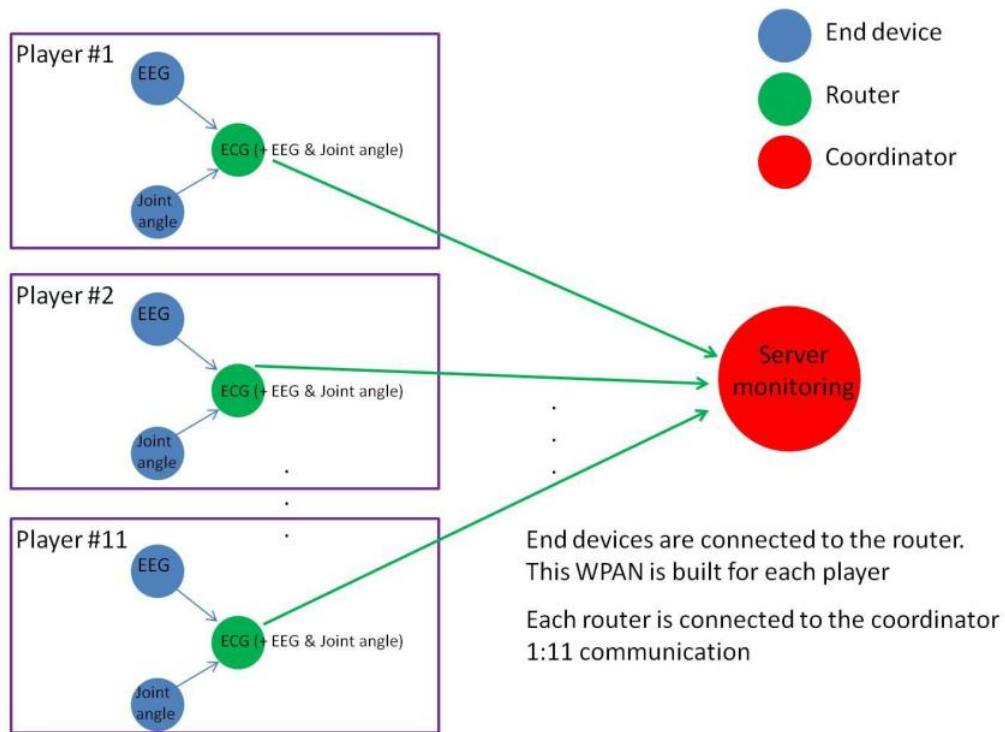 Player #1
EEG
ECG (+ EEG & Joint angle)
Joint
angle
Player #2
EEG
ECG (+ EEG & Joint angle)
Joint
angle
Player #11
EEG
ECG (+ EEG & Joint angle)
Joint
angle
End device
Router
Coordinator
Server
monitoring
End devices are connected to the router.
This WPAN is built for each player
Each router is connected to the coordinator
1:11 communication